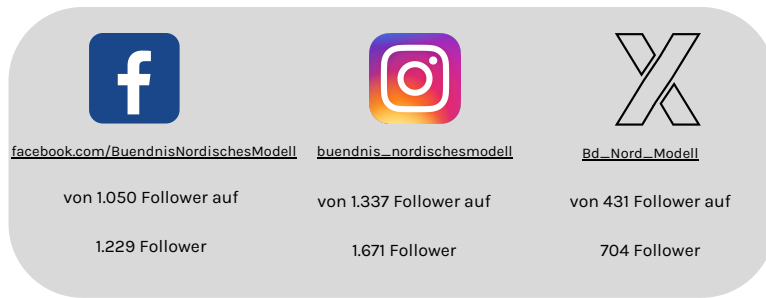 facebook.com/BuendnisNordischesModell
von 1.050 Follower auf
1.229 Follower
buendnis_nordischesmodell
von 1.337 Follower auf
1.671 Follower
Bd_Nord_Modell
von 431 Follower auf
704 Follower